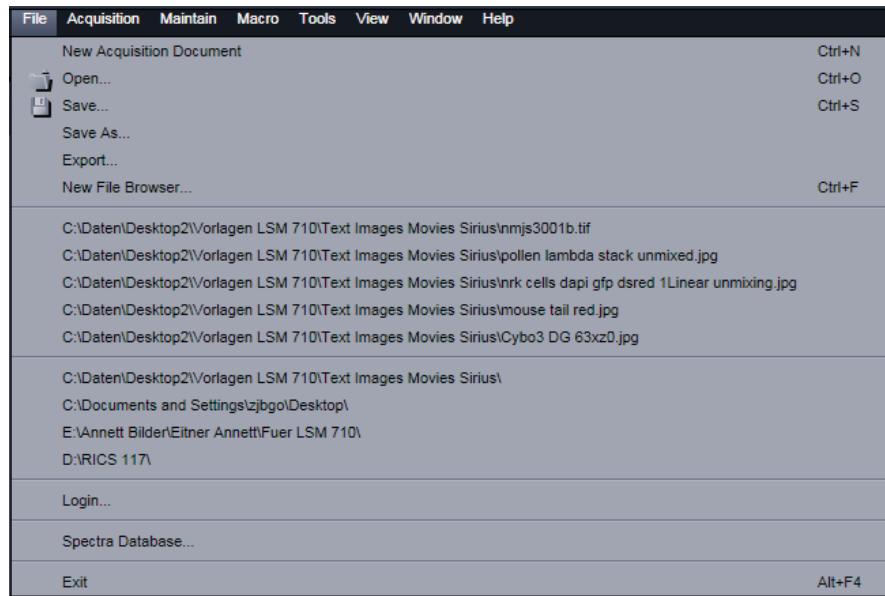 File Acquisition Maintain Macro Tools View Window Help
New Acquisition Document Ctrl+N
Open... Ctrl+O
Save... Ctrl+S
Save As...
Export...
New File Browser... Ctrl+F
C:\Daten\Desktop2\Vorlagen LSM 710\Text Images Movies Sirius\nmjs3001b.tif
C:\Daten\Desktop2\Vorlagen LSM 710\Text Images Movies Sirius\pollen lambda stack unmixed.jpg
C:\Daten\Desktop2\Vorlagen LSM 710\Text Images Movies Sirius\nrk cells dapi gfp dsred 1Linear unmixing.jpg
C:\Daten\Desktop2\Vorlagen LSM 710\Text Images Movies Sirius\mouse tail red.jpg
C:\Daten\Desktop2\Vorlagen LSM 710\Text Images Movies Sirius\Cybo3 DG 63xz0.jpg
C:\Daten\Desktop2\Vorlagen LSM 710\Text Images Movies Sirius\
C:\Documents and Settings\zjbgo\Desktop\
E:\Annett Bilder\Eitner Annett\Fuer LSM 710\
D:\RICS 117\
Login...
Spectra Database...
Exit Alt+F4